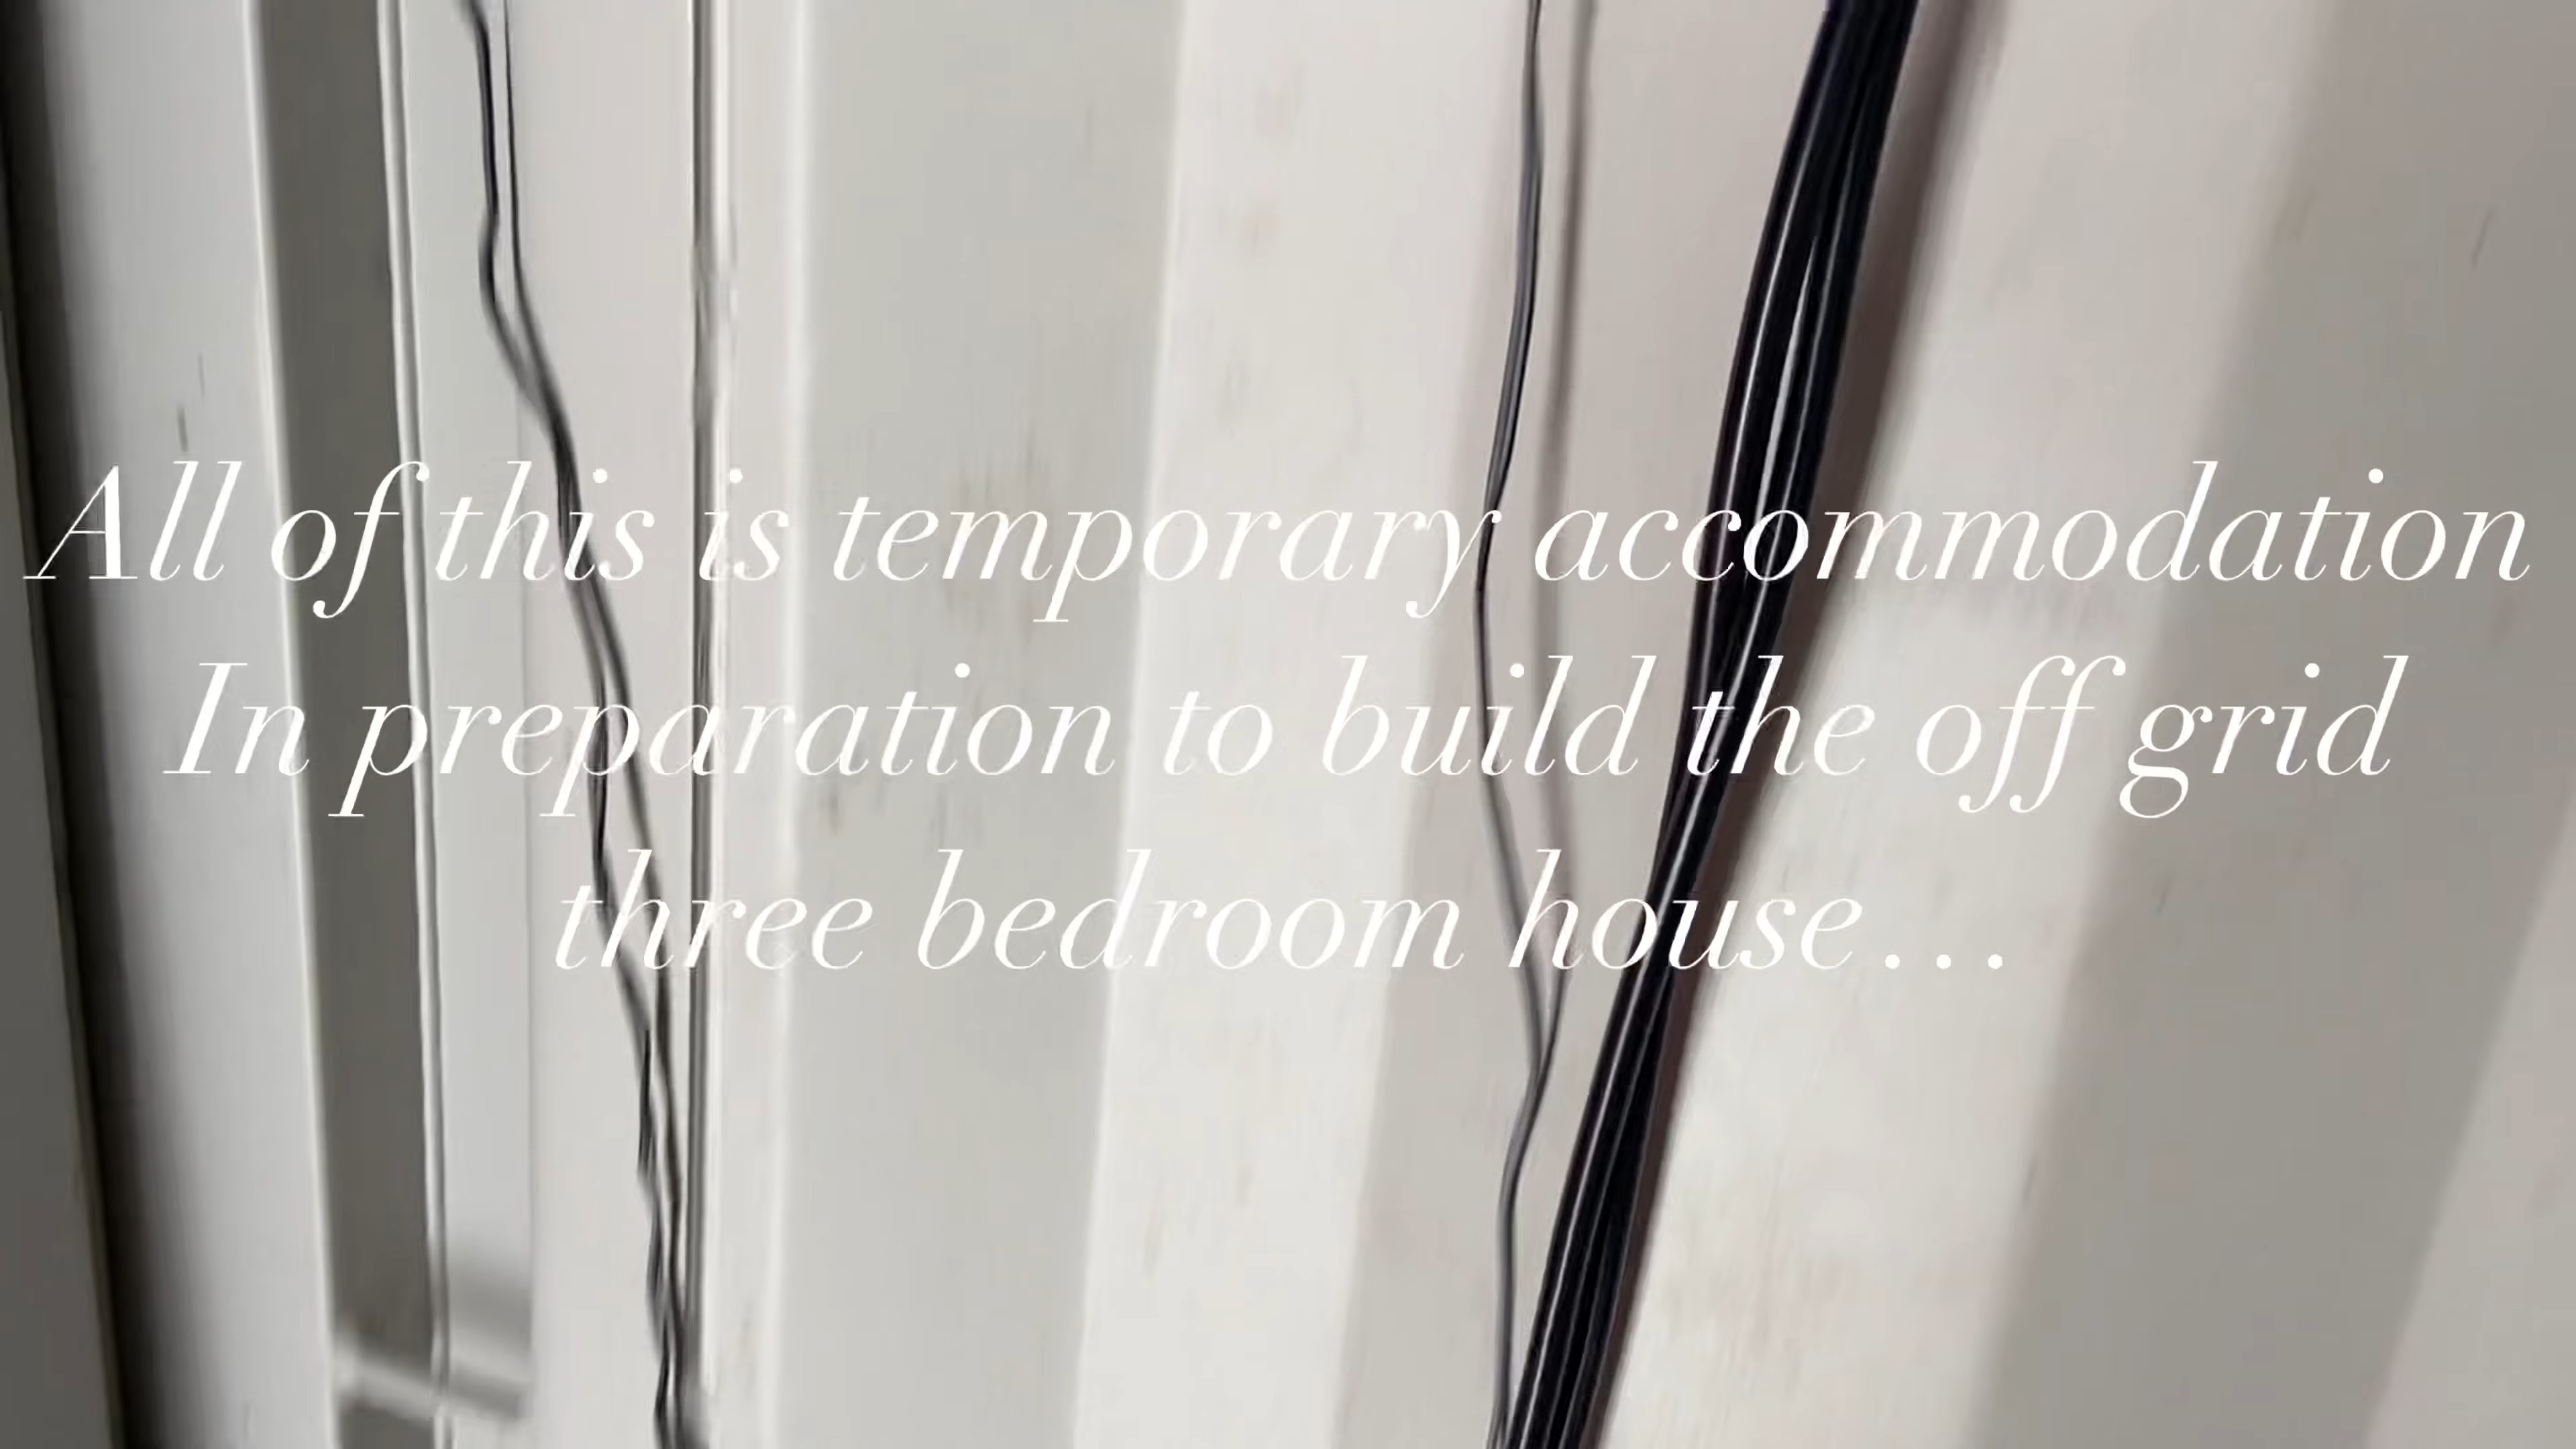 All of this is temporary accommodation
In preparation to build the off grid
three bedroom house...